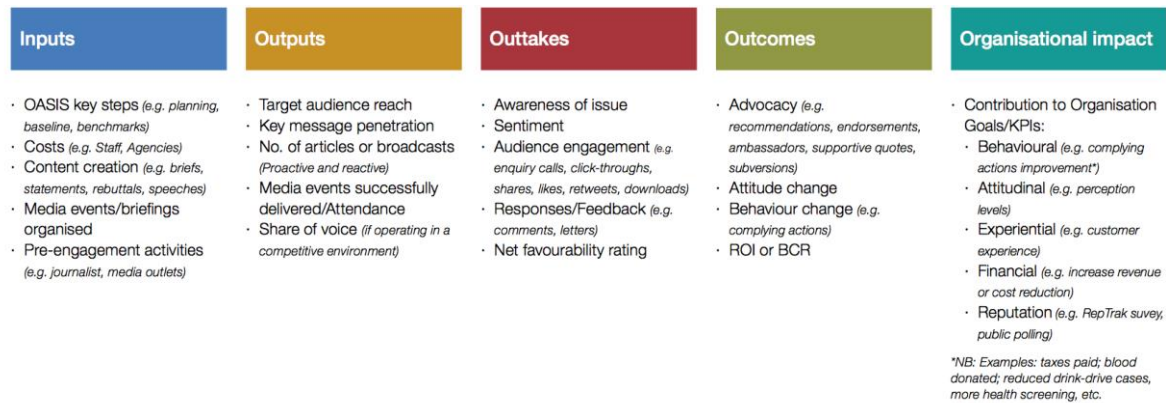 Inputs
· OASIS key steps (e.g. planning,
baseline, benchmarks)
· Costs (e.g. Staff, Agencies)
· Content creation (e.g. briefs,
statements, rebuttals, speeches)
· Media events/briefings
organised
· Pre-engagement activities
(e.g. journalist, media outlets)
Outputs
· Target audience reach
· Key message penetration
· No. of articles or broadcasts
(Proactive and reactive)
· Media events successfully
delivered/Attendance
· Share of voice (if operating in a
competitive environment)
Outtakes
· Awareness of issue
· Sentiment
· Audience engagement (e.g.
enquiry calls, click-throughs,
shares, likes, retweets, downloads)
· Responses/Feedback (e.g.
comments, letters)
· Net favourability rating
Outcomes
· Advocacy (e.g.
recommendations, endorsements,
ambassadors, supportive quotes,
subversions)
· Attitude change
· Behaviour change (e.g.
complying actions)
· ROI or BCR
Organisational impact
· Contribution to Organisation
Goals/KPIs:
· Behavioural (e.g. complying
actions improvement*)
· Attitudinal (e.g. perception
levels)
· Experiential (e.g. customer
experience)
· Financial (e.g. increase revenue
or cost reduction)
· Reputation (e.g. RepTrak suvey,
public polling)
*NB: Examples: taxes paid; blood
donated; reduced drink-drive cases,
more health screening, etc.